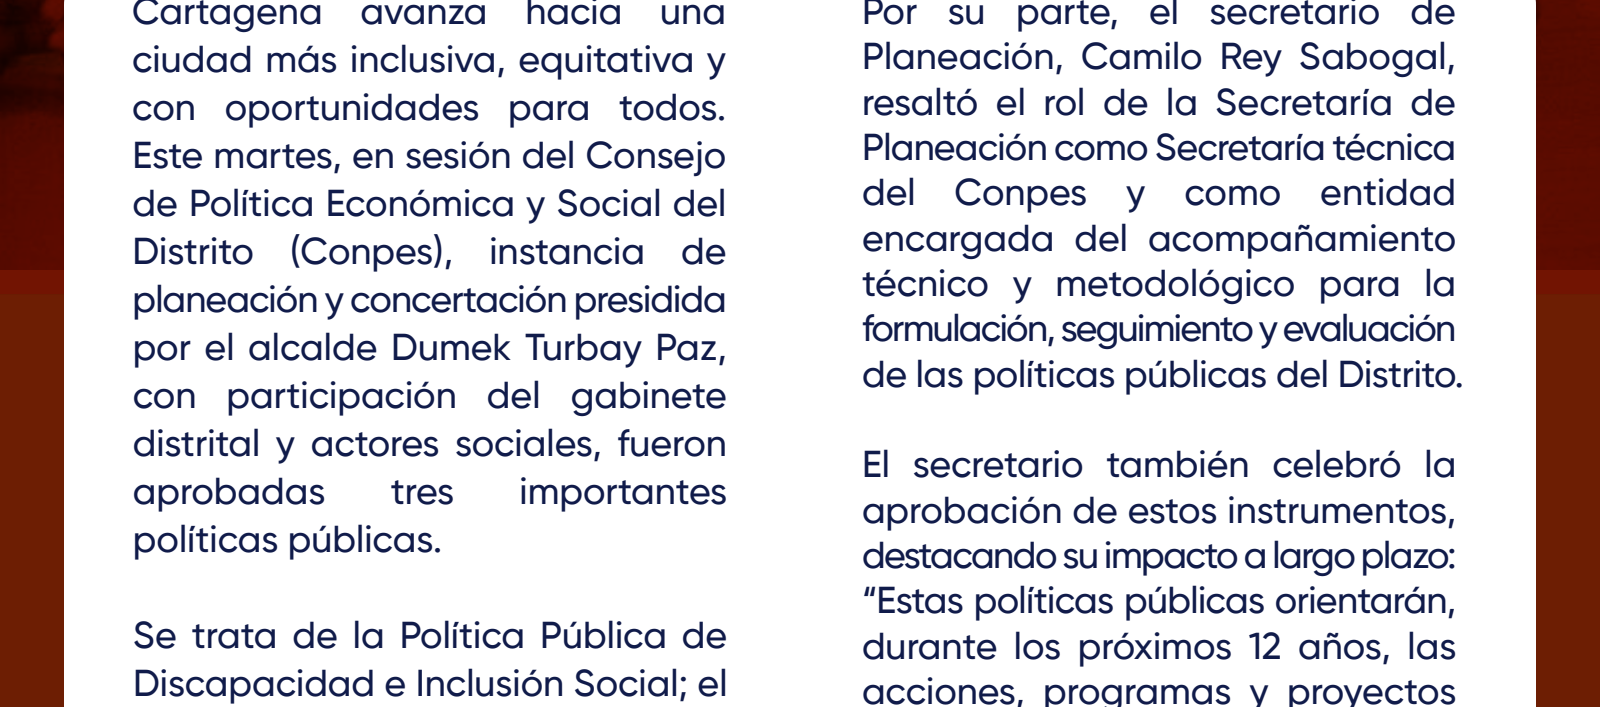 Cartagena avanza hacia una
ciudad más inclusiva, equitativa y
con oportunidades para todos.
Este martes, en sesión del Consejo
de Política Económica y Social del
Distrito (Conpes), instancia de
planeación y concertación presidida
por el alcalde Dumek Turbay Paz,
con participación del gabinete
distrital y actores sociales, fueron
aprobadas tres importantes
políticas públicas.
Se trata de la Política Pública de
Discapacidad e Inclusión Social; el
Por su parte, el secretario de
Planeación, Camilo Rey Sabogal,
resaltó el rol de la Secretaría de
Planeación como Secretaría técnica
del Conpes y como entidad
encargada del acompañamiento
técnico y metodológico para la
formulación, seguimiento y evaluación
de las políticas públicas del Distrito.
El secretario también celebró la
aprobación de estos instrumentos,
destacando su impacto a largo plazo:
“Estas políticas públicas orientarán,
durante los próximos 12 años, las
acciones, programas y proyectos